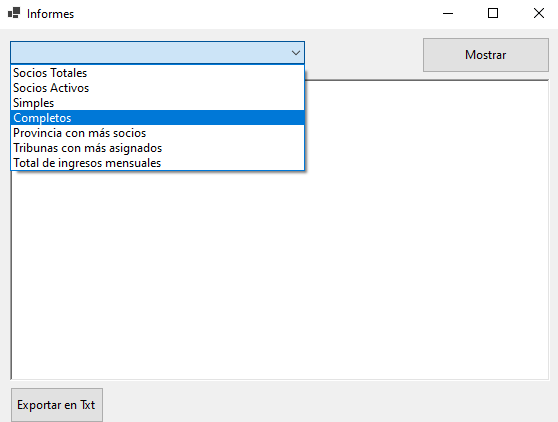 Informes
Mostrar
Socios Totales
Socios Activos
Simples
Completos
Provincia con más socios
Tribunas con más asignados
Total de ingresos mensuales
Exportar en Txt